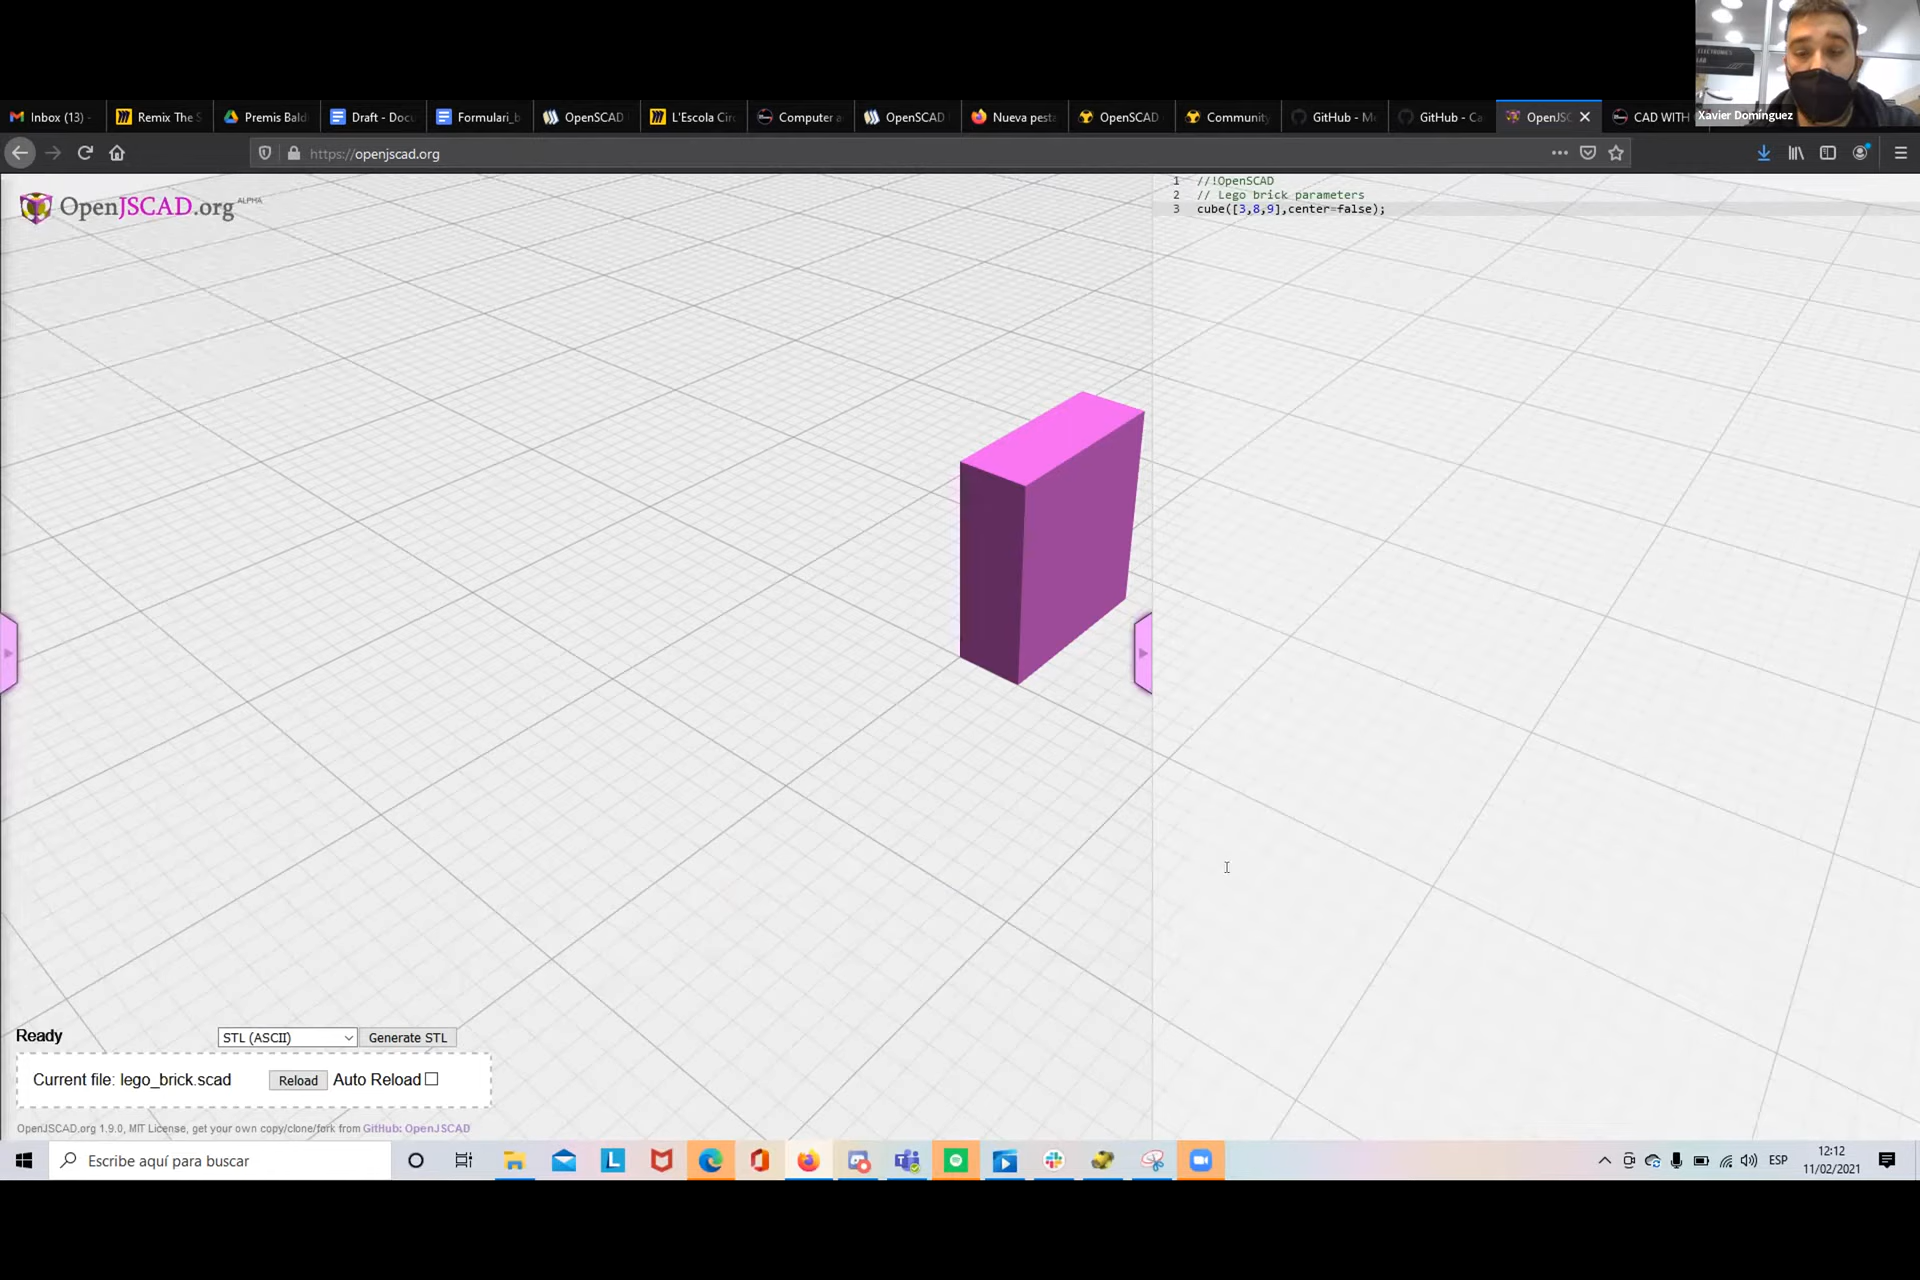 ELECTRONICS
LAB
Xavier Domínguez
Inbox (13) -
Remix The S
Premis Bald
Draft - Docu
Formulari_b
OpenSCAD
L'Escola Cir
Computer a
OpenSCAD
Nueva pesta
OpenSCAD
Community
GitHub - M
GitHub - Ca
OpenJSC
CAD WITH
https://openjscad.org
OpenJSCAD.org ALPHA
1 //!OpenSCAD
2 // Lego brick parameters
3 cube([3,8,9],center=false);
Ready
STL (ASCII)
Generate STL
Current file: lego_brick.scad
Reload
Auto Reload
OpenJSCAD.org 1.9.0, MIT License, get your own copy/clone/fork from GitHub: OpenJSCAD
Escribe aquí para buscar
ESP
12:12
11/02/2021